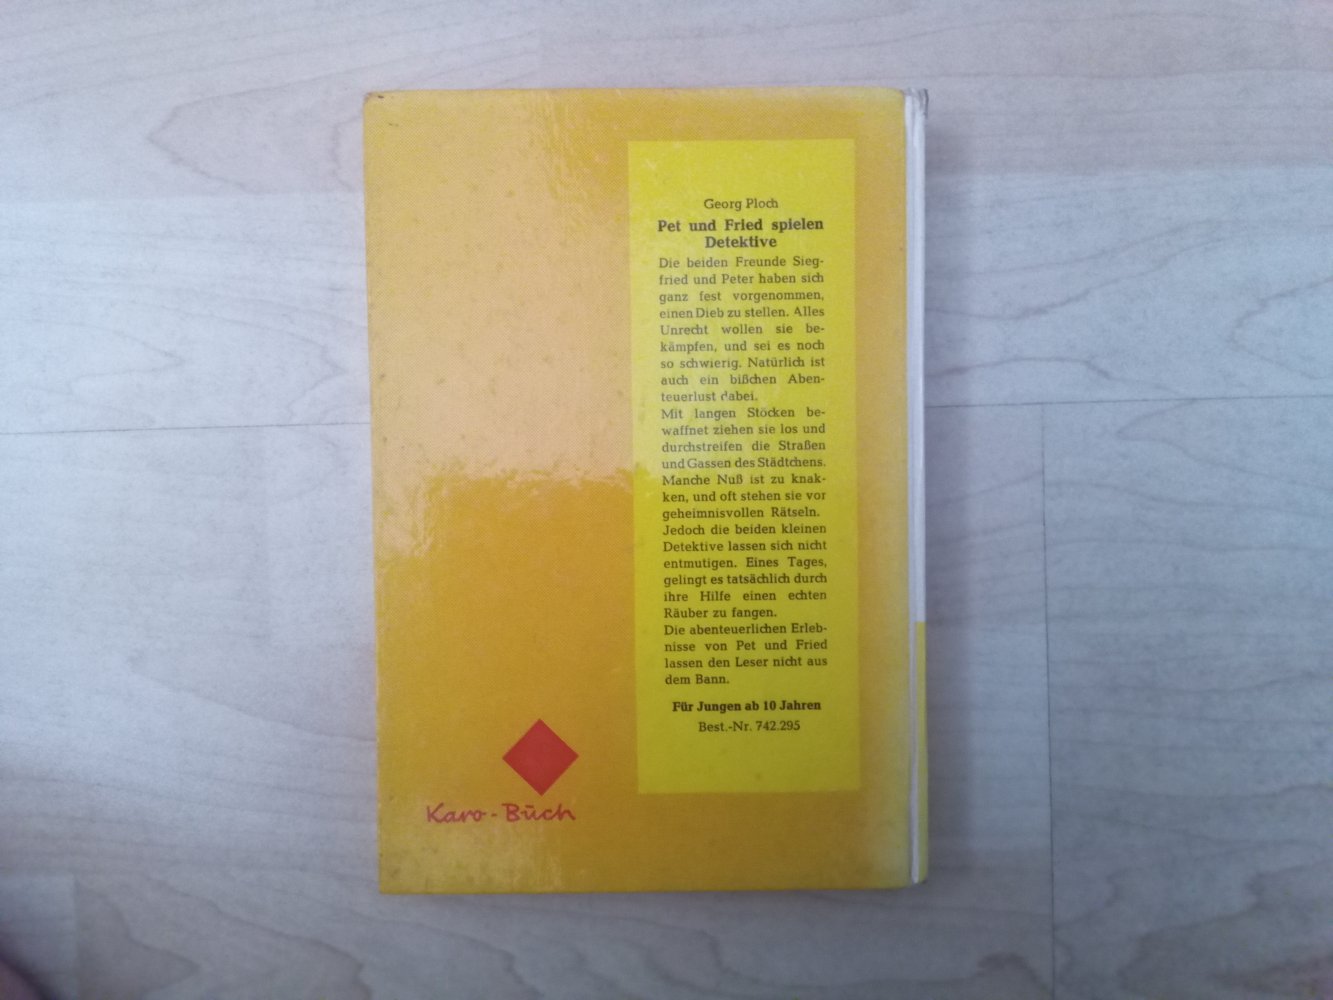 Georg Ploch
Pet und Fried spielen
Detektive
Die beiden Freunde Sieg-
fried und Peter haben sich
ganz fest vorgenommen,
einen Dieb zu stellen. Alles
Unrecht wollen sie be-
kämpfen, und sei es noch
so schwierig. Natürlich ist
auch ein bißchen Aben-
teuerlust dabei.
Mit langen Stöcken be-
waffnet ziehen sie los und
durchstreifen die Straßen
und Gassen des Städtchens.
Manche Nuß ist zu knak-
ken, und oft stehen sie vor
geheimnisvollen Rätseln.
Jedoch die beiden kleinen
Detektive lassen sich nicht
entmutigen. Eines Tages,
gelingt es tatsächlich durch
ihre Hilfe einen echten
Räuber zu fangen.
Die abenteuerlichen Erleb-
nisse von Pet und Fried
lassen den Leser nicht aus
dem Bann.
Für Jungen ab 10 Jahren
Best.-Nr. 742.295
Karo-Buch